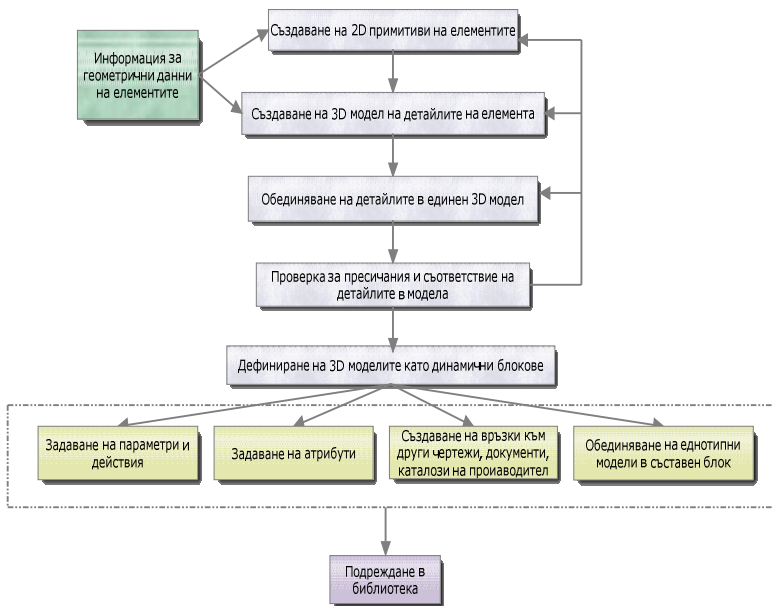 Създаване на 2D примитиви на елементите
Информация за
геометрични данни
на елементите
Създаване на 3D модел на детайлите на елемента
Обединяване на детайлите в единен 3D модел
Проверка за пресичания и съответствие на
детайлите в модела
Дефиниране на 3D моделите като динамични блокове
Задаване на параметри и
действия
Задаване на атрибути
Създаване на връзки към
други чертежи, документи,
каталози на проиаводител
Обединяване на еднотипни
модели в съставен блок
Подреждане в
библиотека